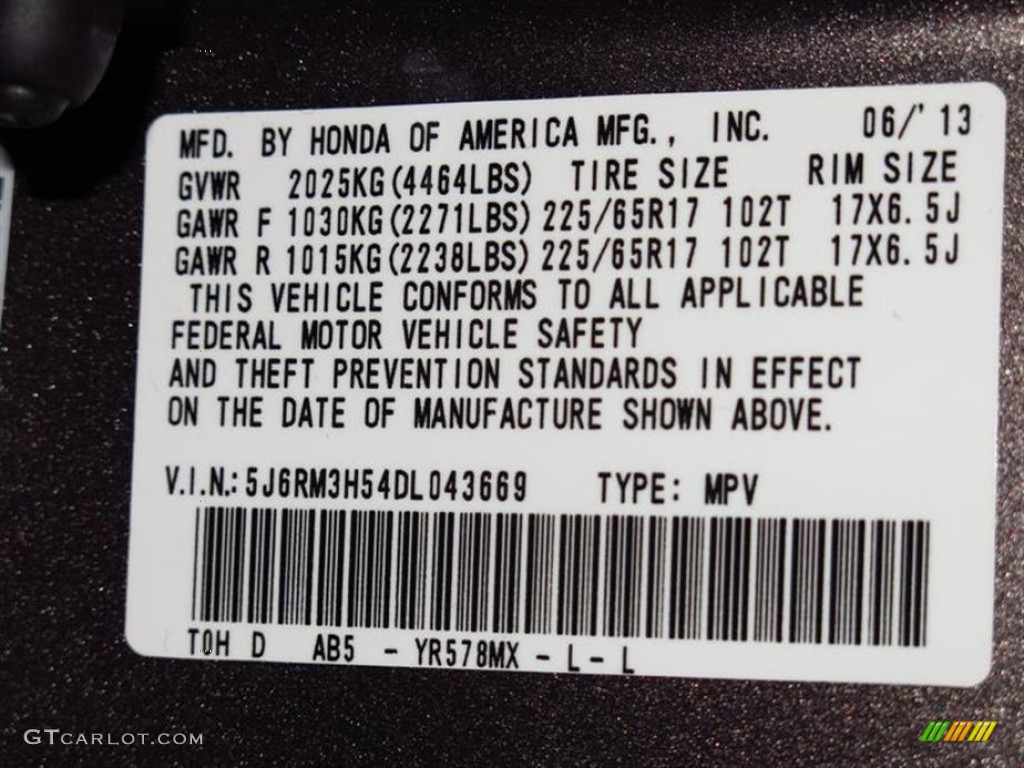 MFD. BY HONDA OF AMERICA MFG., INC. 06/'13
GVWR 2025KG(4464LBS) TIRE SIZE RIM SIZE
GAWR F 1030KG(2271LBS) 225/65R17 102T 17X6.5J
GAWR R 1015KG(2238LBS) 225/65R17 102T 17X6.5J
THIS VEHICLE CONFORMS TO ALL APPLICABLE
FEDERAL MOTOR VEHICLE SAFETY
AND THEFT PREVENTION STANDARDS IN EFFECT
ON THE DATE OF MANUFACTURE SHOWN ABOVE.
V.I.N.: 5J6RM3H54DL043669 TYPE: MPV
T0H D AB5 - YR578MX - L - L
GTCARLOT.COM